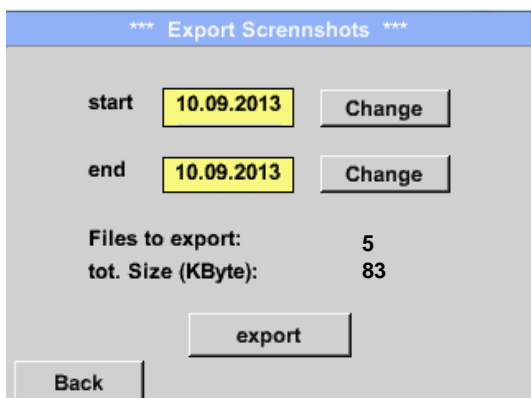 *** Export Scrennshots ***
start 10.09.2013 Change
end 10.09.2013 Change
Files to export: 5
tot. Size (KByte): 83
export
Back